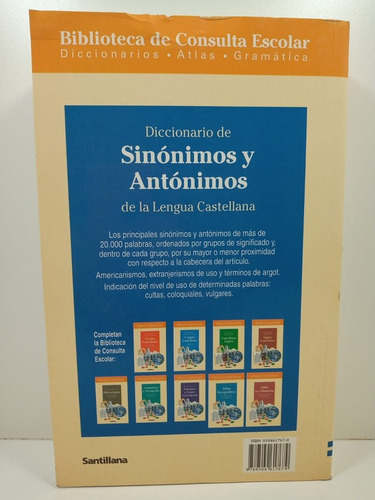 Biblioteca de Consulta Escolar
Diccionarios • Atlas • Gramática
Diccionario de
Sinónimos y
Antónimos
de la Lengua Castellana
Los principales sinónimos y antónimos de más de
20.000 palabras, ordenados por grupos de significado y,
dentro de cada grupo, por su mayor o menor proximidad
con respecto a la cabecera del artículo.
Americanismos, extranjerismos de uso y términos de argot.
Indicación del nivel de uso de determinadas palabras:
cultas, coloquiales, vulgares.
Completan
la Biblioteca
de Consulta
Escolar:
Santillana